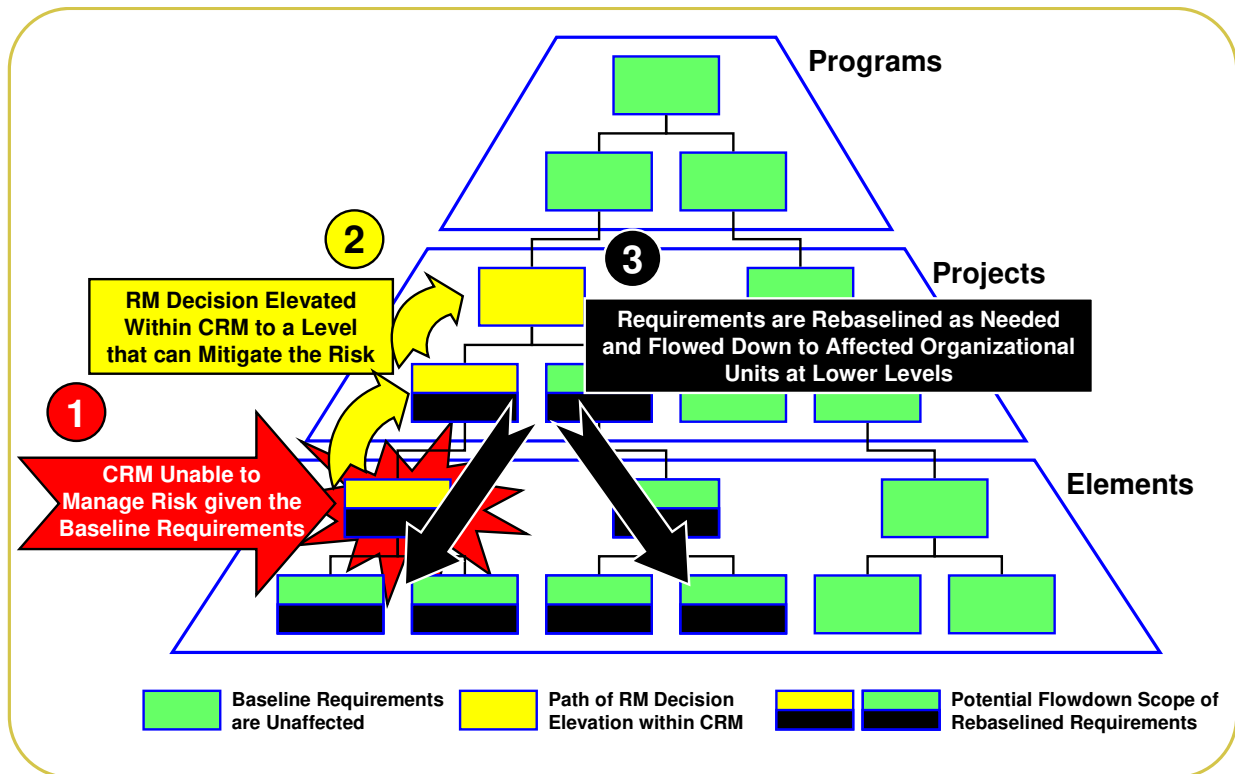 Programs
2
3
Projects
RM Decision Elevated
Within CRM to a Level
that can Mitigate the Risk
Requirements are Rebaselined as Needed
and Flowed Down to Affected Organizational
Units at Lower Levels
1
CRM Unable to
Manage Risk given the
Baseline Requirements
Elements
Baseline Requirements
are Unaffected
Path of RM Decision
Elevation within CRM
Potential Flowdown Scope of
Rebaselined Requirements